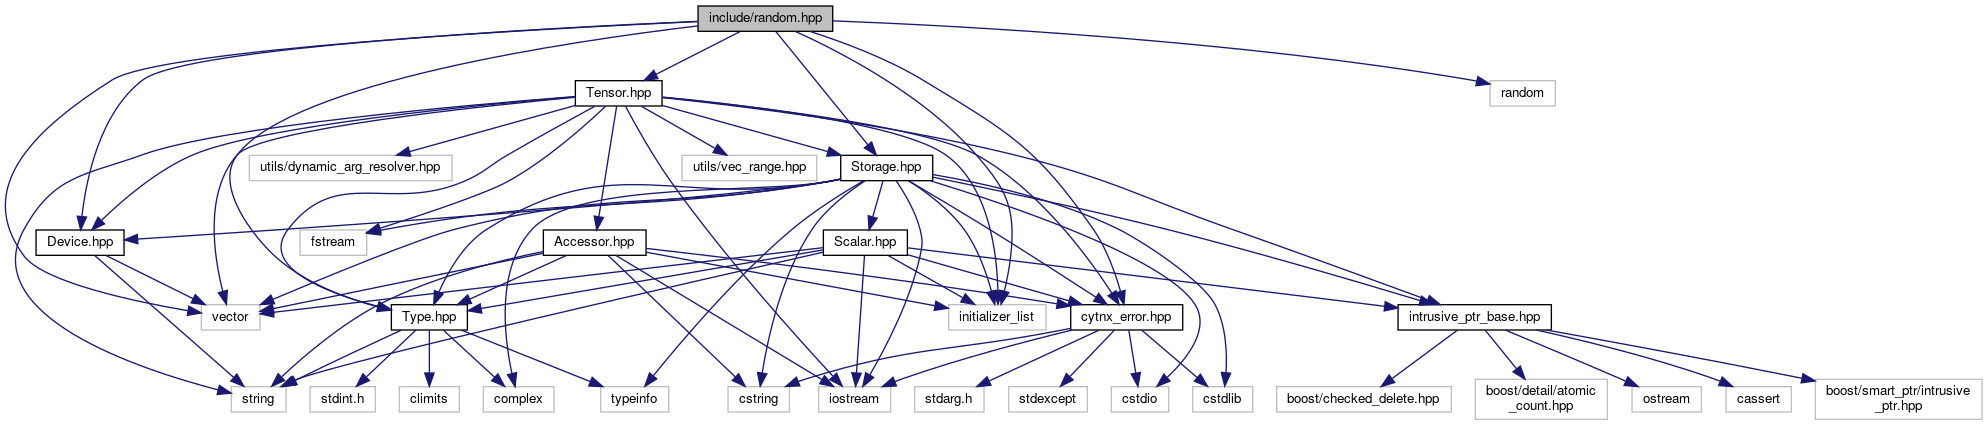 include/random.hpp
Tensor.hpp
random
utils/dynamic_arg_resolver.hpp
utils/vec_range.hpp
Storage.hpp
Device.hpp
fstream
Accessor.hpp
Scalar.hpp
vector
Type.hpp
initializer_list
cytnx_error.hpp
intrusive_ptr_base.hpp
string
stdint.h
climits
complex
typeinfo
cstring
iostream
stdarg.h
stdexcept
cstdio
cstdlib
boost/checked_delete.hpp
boost/detail/atomic
_count.hpp
ostream
cassert
boost/smart_ptr/intrusive
_ptr.hpp